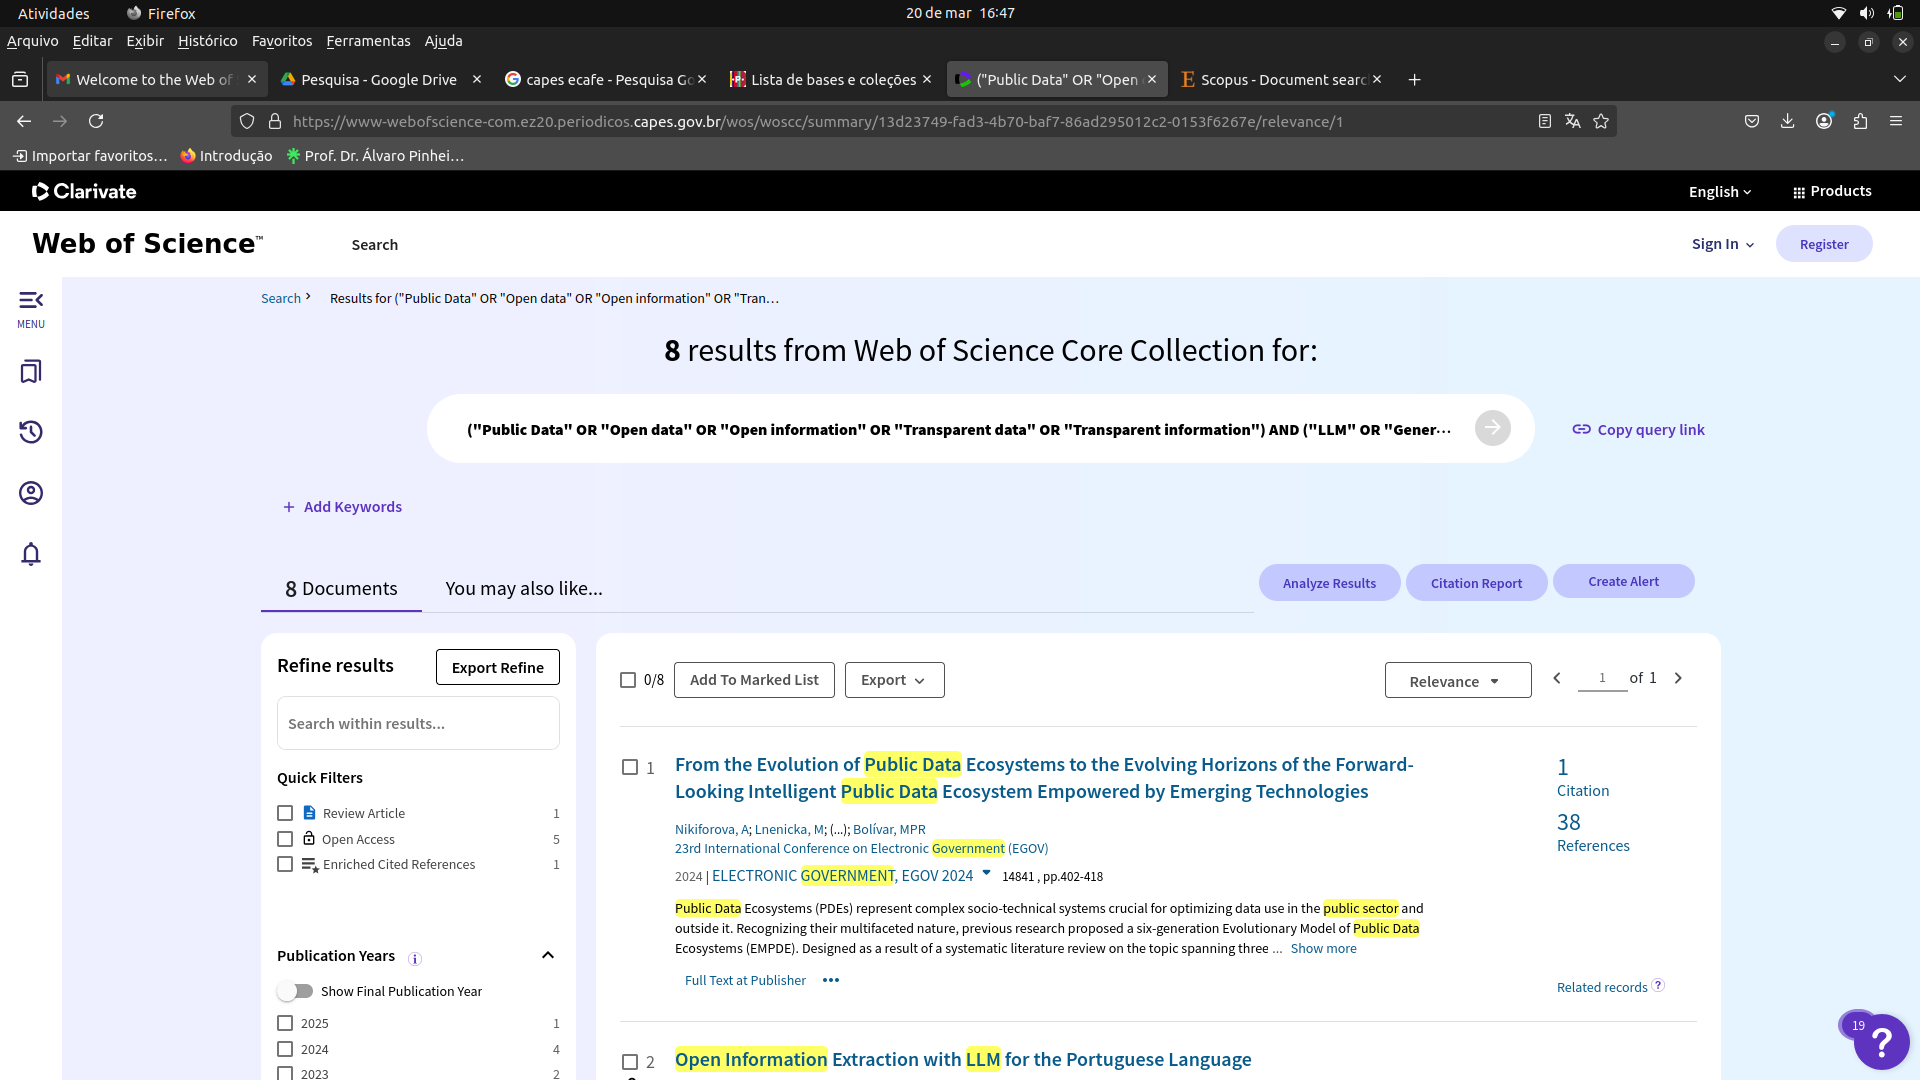 Atividades
Firefox
20 de mar 16:47
Arquivo Editar Exibir Histórico Favoritos Ferramentas Ajuda
Welcome to the Web of
Pesquisa - Google Drive
capes ecafe - Pesquisa Go
Lista de bases e coleções
("Public Data" OR "Open
Scopus - Document searc
https://www-webofscience-com.ez20.periodicos.capes.gov.br/wos/woscc/summary/13d23749-fad3-4b70-baf7-86ad295012c2-0153f6267e/relevance/1
Importar favoritos…
Introdução
Prof. Dr. Álvaro Pinhei…
Clarivate
English
Products
Web of Science™
Search
Sign In
Register
MENU
Search > Results for ("Public Data" OR "Open data" OR "Open information" OR "Tran…
8 results from Web of Science Core Collection for:
("Public Data" OR "Open data" OR "Open information" OR "Transparent data" OR "Transparent information") AND ("LLM" OR "Gener…
Copy query link
+ Add Keywords
8 Documents
You may also like...
Analyze Results
Citation Report
Create Alert
Refine results
Export Refine
Search within results...
Quick Filters
Review Article 1
Open Access 5
Enriched Cited References 1
Publication Years
Show Final Publication Year
2025 1
2024 4
2023 2
0/8
Add To Marked List
Export
Relevance
1 of 1
1
From the Evolution of Public Data Ecosystems to the Evolving Horizons of the Forward-
Looking Intelligent Public Data Ecosystem Empowered by Emerging Technologies
Nikiforova, A; Lnenicka, M; (...); Bolívar, MPR
23rd International Conference on Electronic Government (EGOV)
2024 | ELECTRONIC GOVERNMENT, EGOV 2024 14841 , pp.402-418
Public Data Ecosystems (PDEs) represent complex socio-technical systems crucial for optimizing data use in the public sector and
outside it. Recognizing their multifaceted nature, previous research proposed a six-generation Evolutionary Model of Public Data
Ecosystems (EMPDE). Designed as a result of a systematic literature review on the topic spanning three ... Show more
Full Text at Publisher
1
Citation
38
References
Related records ?
2
Open Information Extraction with LLM for the Portuguese Language
19
?